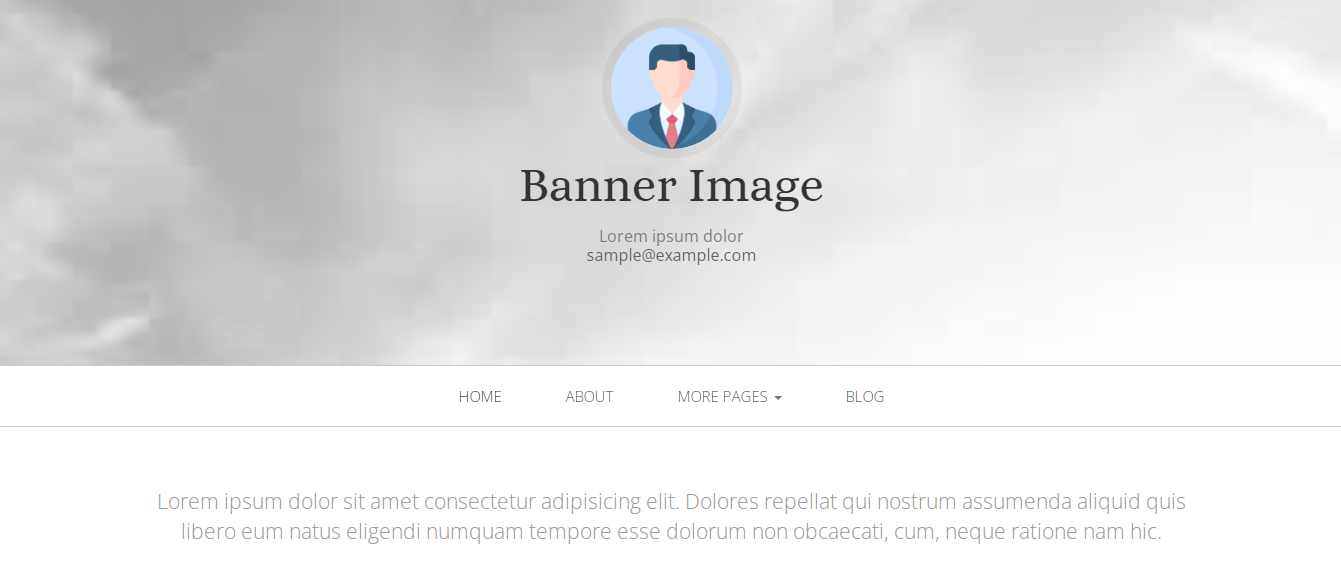 Banner Image
Lorem ipsum dolor
sample@example.com
HOME ABOUT MORE PAGES BLOG
Lorem ipsum dolor sit amet consectetur adipisicing elit. Dolores repellat qui nostrum assumenda aliquid quis
libero eum natus eligendi numquam tempore esse dolorum non obcaecati, cum, neque ratione nam hic.